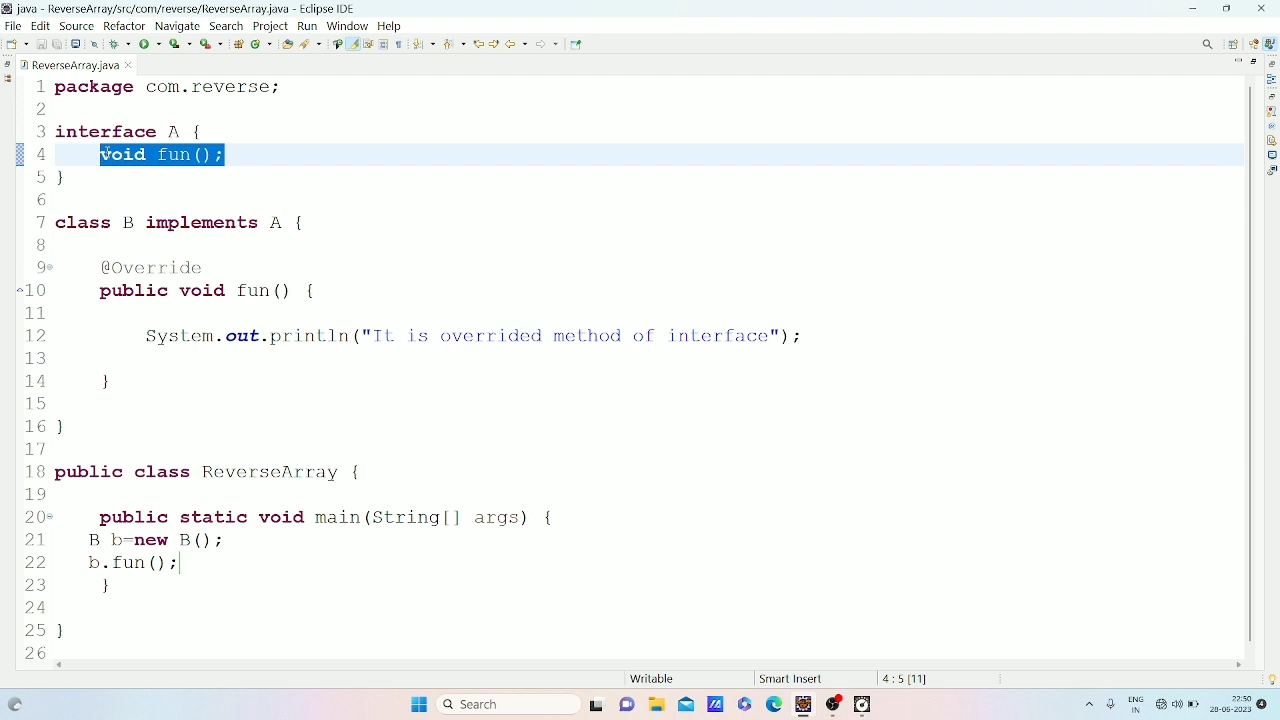 java - ReverseArray/src/com/reverse/ReverseArray.java - Eclipse IDE
File Edit Source Refactor Navigate Search Project Run Window Help
ReverseArray.java
1 package com.reverse;
2
3 interface A {
4 void fun();
5 }
6
7 class B implements A {
8
9 @Override
10 public void fun() {
11
12 System.out.println("It is overrided method of interface");
13
14 }
15
16 }
17
18 public class ReverseArray {
19
20 public static void main(String[] args) {
21 B b=new B();
22 b.fun();
23 }
24
25 }
26
Writable Smart Insert 4 : 5 [11]
Search
ENG 22:50
IN 28-06-2023